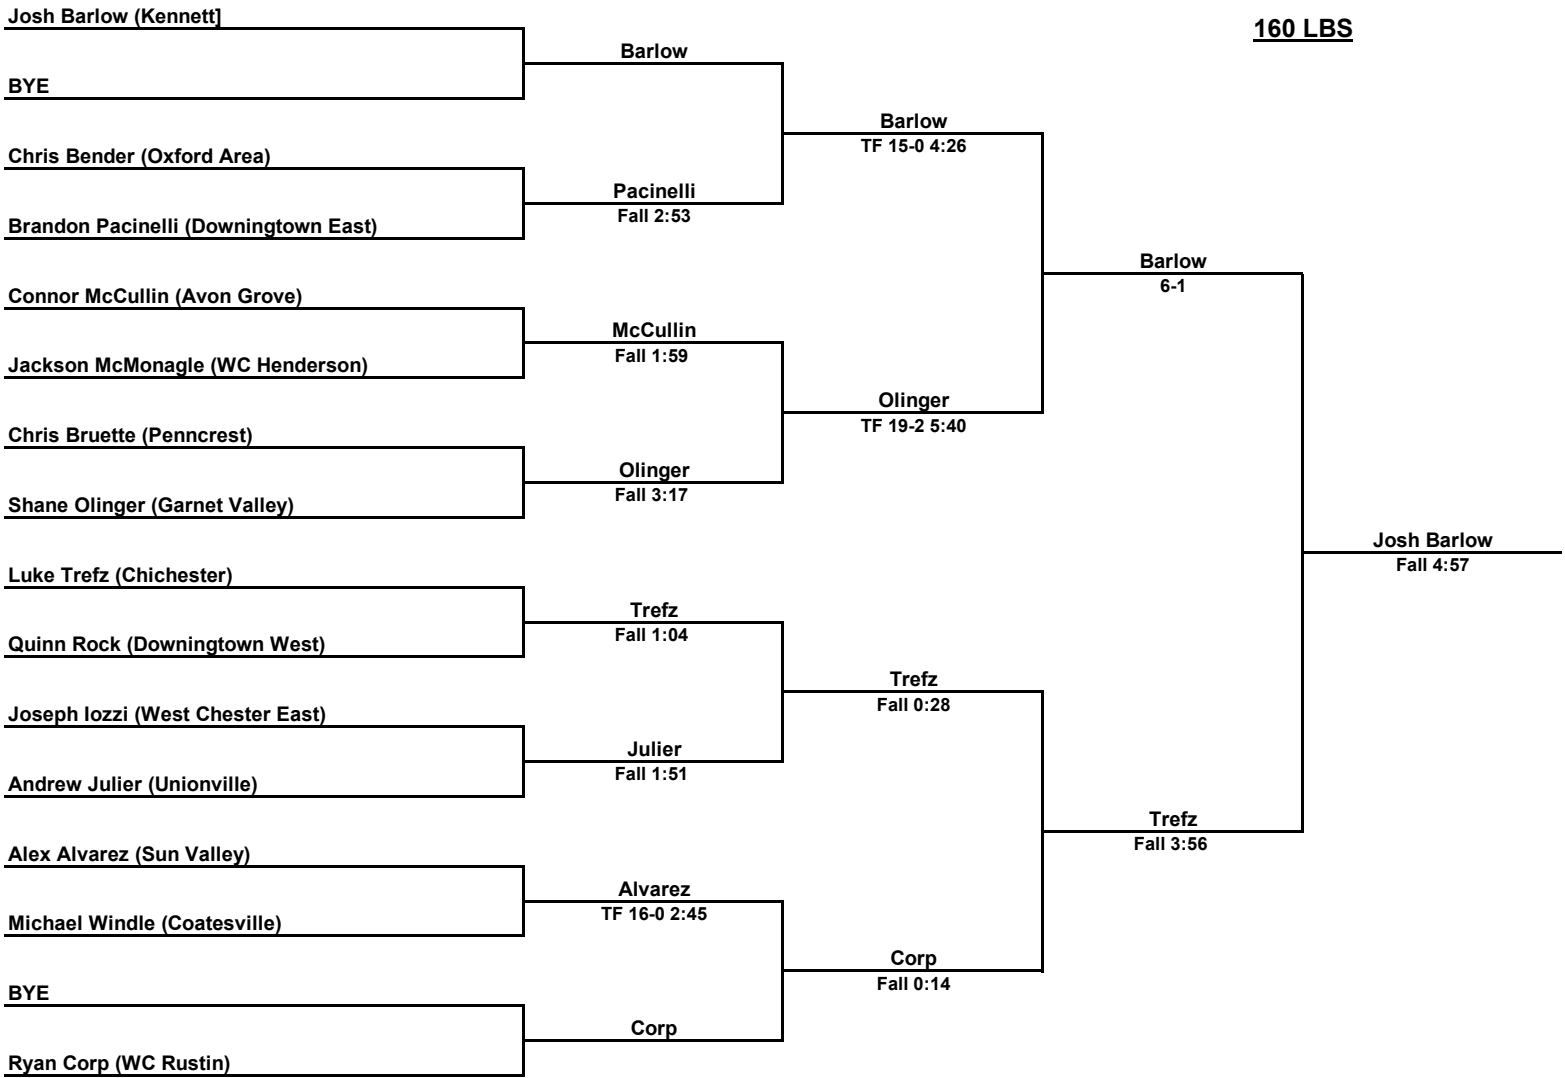 Josh Barlow (Kennett]
160 LBS
Barlow
BYE
Barlow
TF 15-0 4:26
Chris Bender (Oxford Area)
Pacinelli
Fall 2:53
Brandon Pacinelli (Downingtown East)
Barlow
6-1
Connor McCullin (Avon Grove)
McCullin
Fall 1:59
Jackson McMonagle (WC Henderson)
Olinger
TF 19-2 5:40
Chris Bruette (Penncrest)
Olinger
Fall 3:17
Shane Olinger (Garnet Valley)
Josh Barlow
Fall 4:57
Luke Trefz (Chichester)
Trefz
Fall 1:04
Quinn Rock (Downingtown West)
Trefz
Fall 0:28
Joseph Iozzi (West Chester East)
Julier
Fall 1:51
Andrew Julier (Unionville)
Trefz
Fall 3:56
Alex Alvarez (Sun Valley)
Alvarez
TF 16-0 2:45
Michael Windle (Coatesville)
Corp
Fall 0:14
BYE
Corp
Ryan Corp (WC Rustin)